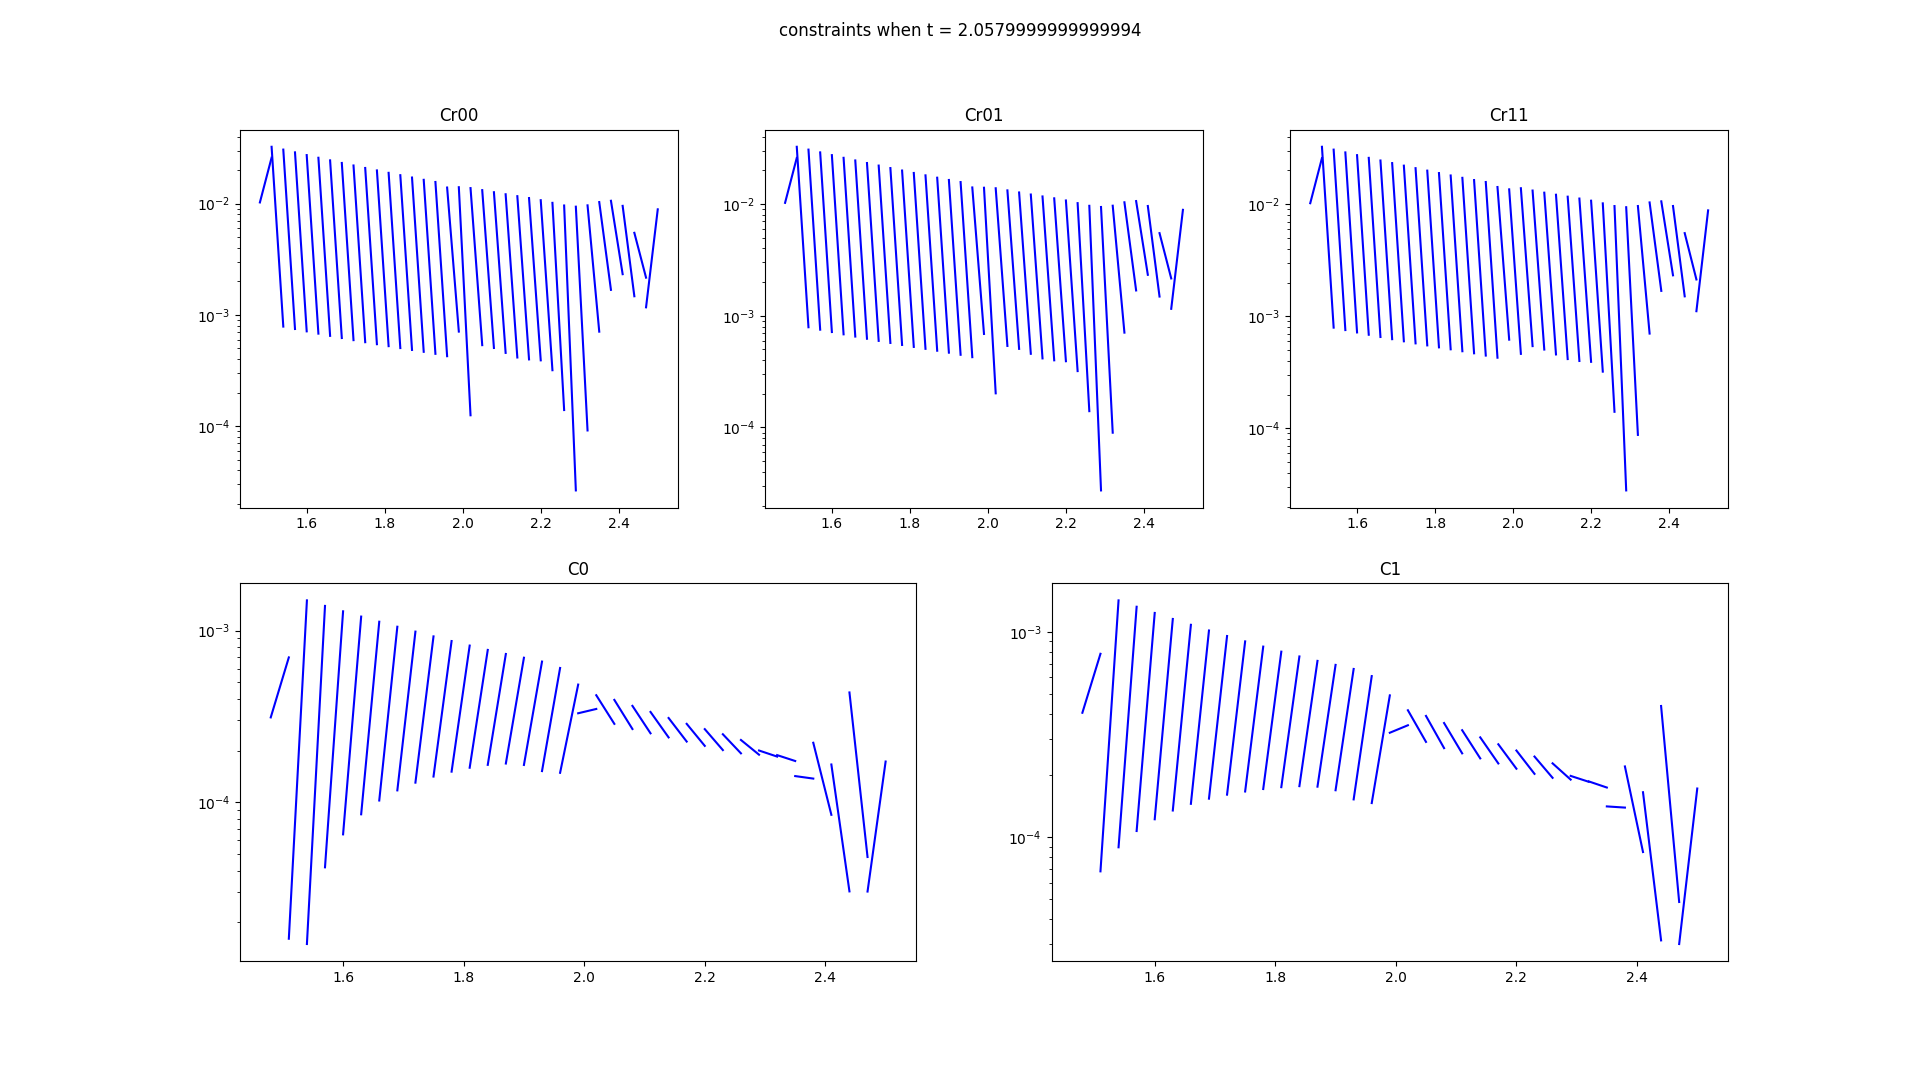 constraints when t = 2.0579999999999994
Cr00 Cr01 Cr11
10⁻² 10⁻² 10⁻²
10⁻³ 10⁻³ 10⁻³
10⁻⁴ 10⁻⁴ 10⁻⁴
1.6 1.8 2.0 2.2 2.4 1.6 1.8 2.0 2.2 2.4 1.6 1.8 2.0 2.2 2.4
C0 C1
10⁻³ 10⁻³
10⁻⁴ 10⁻⁴
1.6 1.8 2.0 2.2 2.4 1.6 1.8 2.0 2.2 2.4